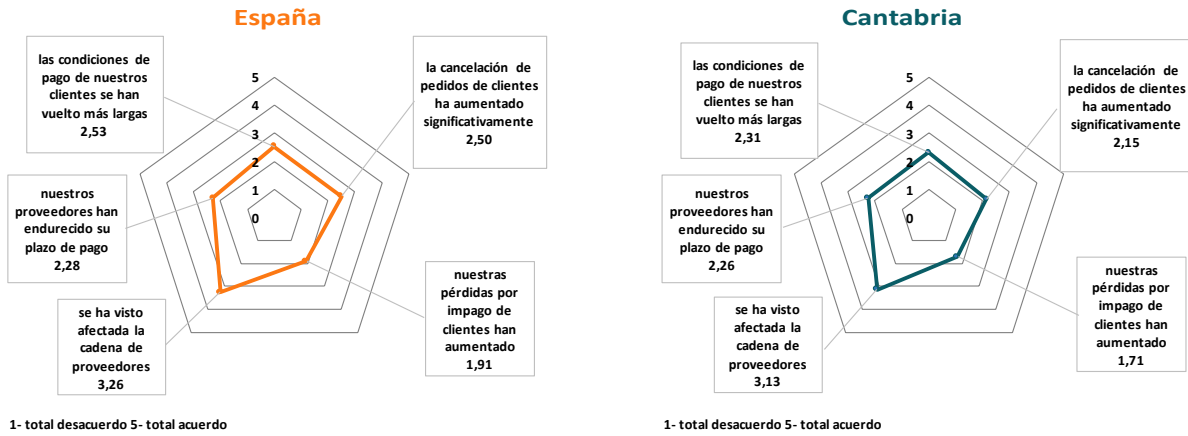 España
las condiciones de
pago de nuestros
clientes se han
vuelto más largas
2,53
la cancelación de
pedidos de clientes
ha aumentado
significativamente
2,50
5
4
3
2
1
0
nuestros
proveedores han
endurecido su
plazo de pago
2,28
nuestras
pérdidas por
impago de
clientes han
aumentado
1,91
se ha visto
afectada la
cadena de
proveedores
3,26
1- total desacuerdo 5- total acuerdo
Cantabria
las condiciones de
pago de nuestros
clientes se han
vuelto más largas
2,31
la cancelación de
pedidos de clientes
ha aumentado
significativamente
2,15
5
4
3
2
1
0
nuestros
proveedores han
endurecido su
plazo de pago
2,26
nuestras
pérdidas por
impago de
clientes han
aumentado
1,71
se ha visto
afectada la
cadena de
proveedores
3,13
1- total desacuerdo 5- total acuerdo